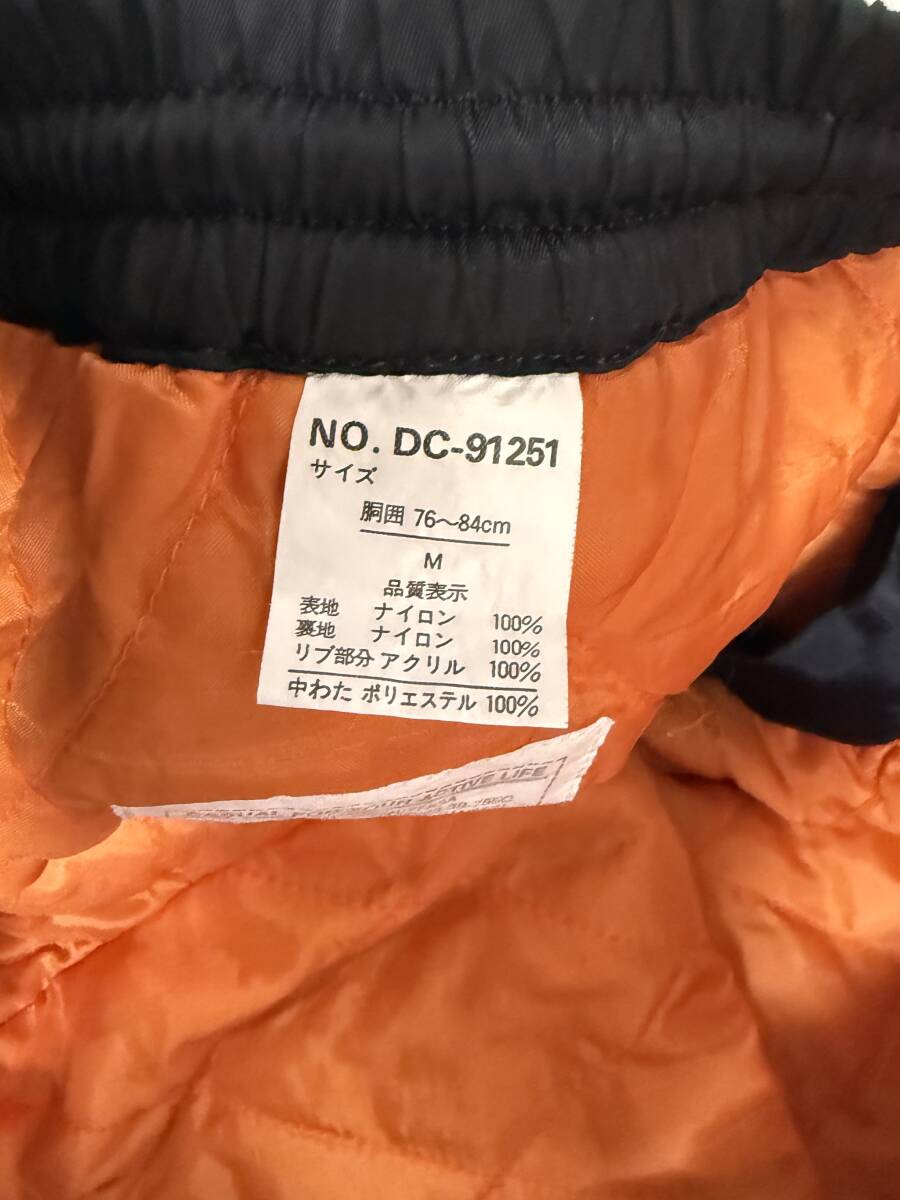 NO. DC-91251
サイズ
胴囲 76〜84cm
M
品質表示
表地 ナイロン 100%
裏地 ナイロン 100%
リブ部分 アクリル 100%
中わた ポリエステル 100%
ACTIVE LIFE